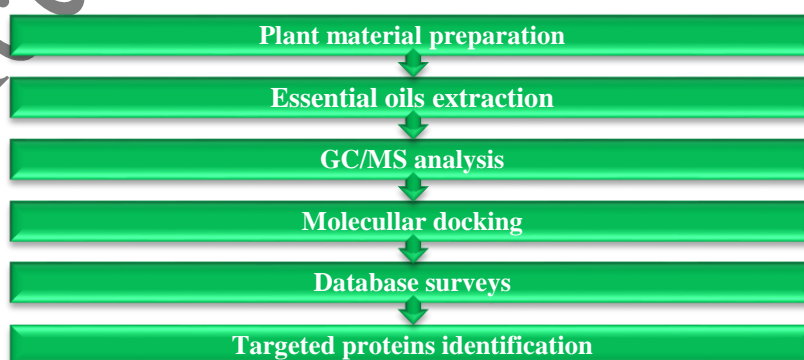 Plant material preparation
Essential oils extraction
GC/MS analysis
Molecullar docking
Database surveys
Targeted proteins identification